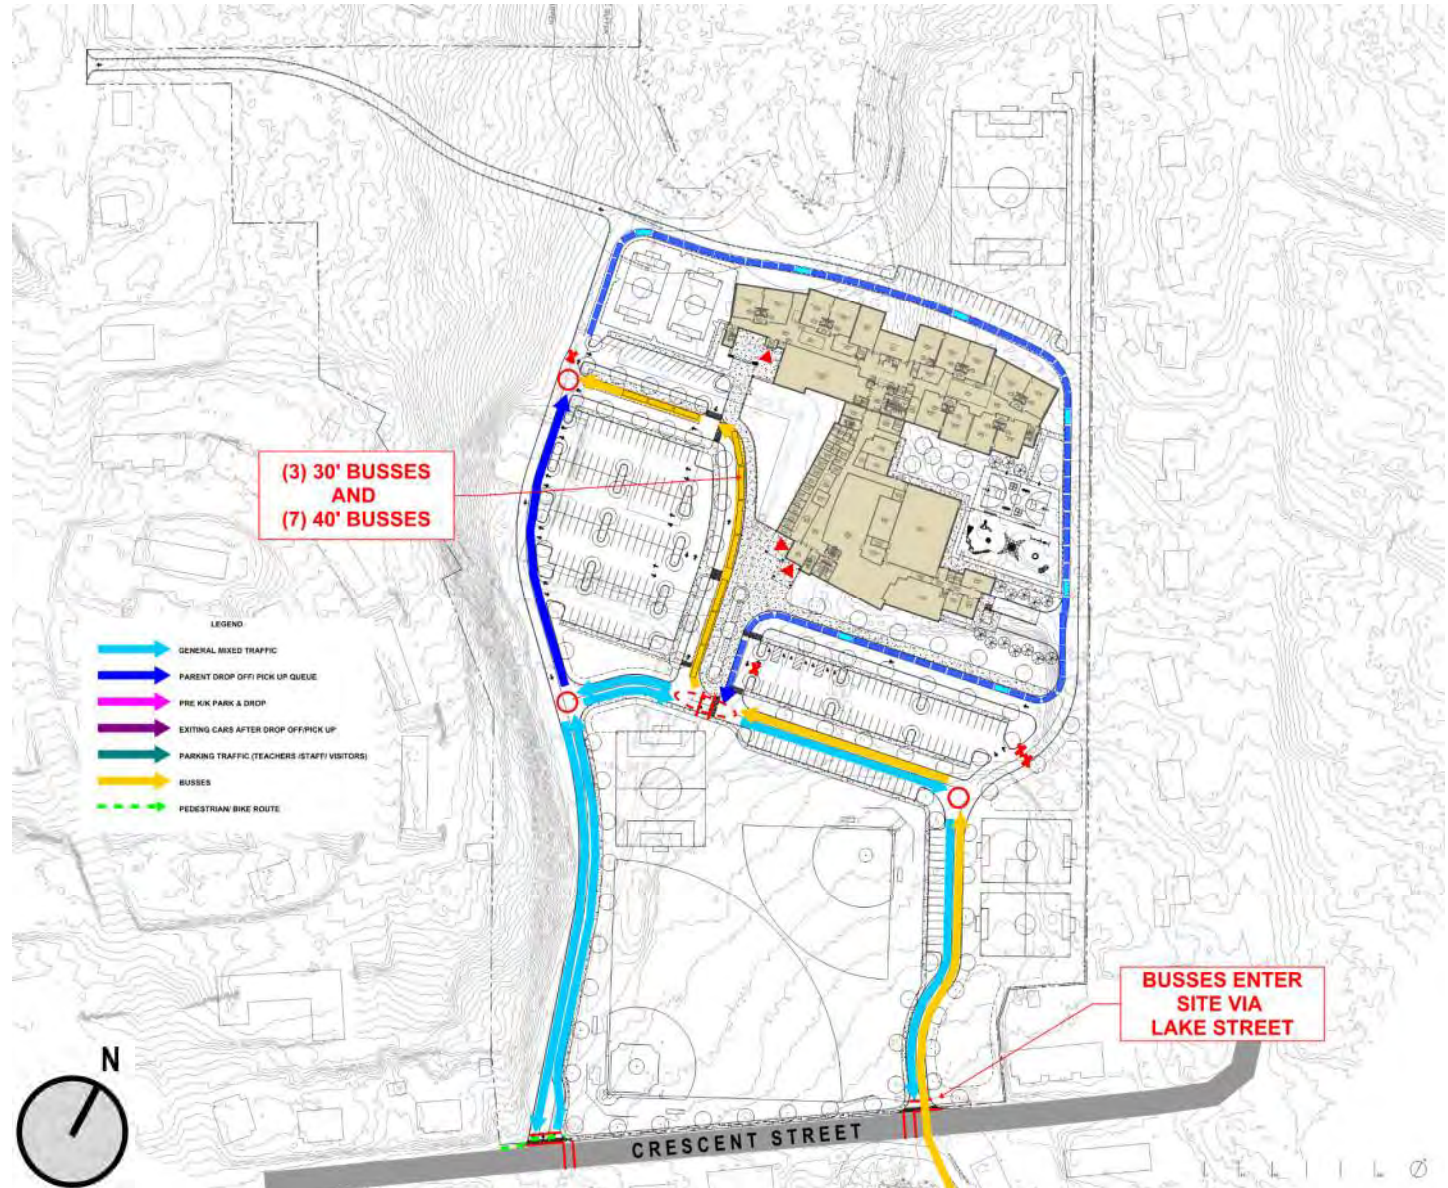 (3) 30' BUSSES
AND
(7) 40' BUSSES
LEGEND
GENERAL MIXED TRAFFIC
PARENT DROP OFF/ PICK UP QUEUE
PRE K/K PARK & DROP
EXITING CARS AFTER DROP OFF/PICK UP
PARKING TRAFFIC (TEACHERS /STAFF/ VISITORS)
BUSSES
PEDESTRIAN/ BIKE ROUTE
BUSSES ENTER
SITE VIA
LAKE STREET
N
CRESCENT STREET